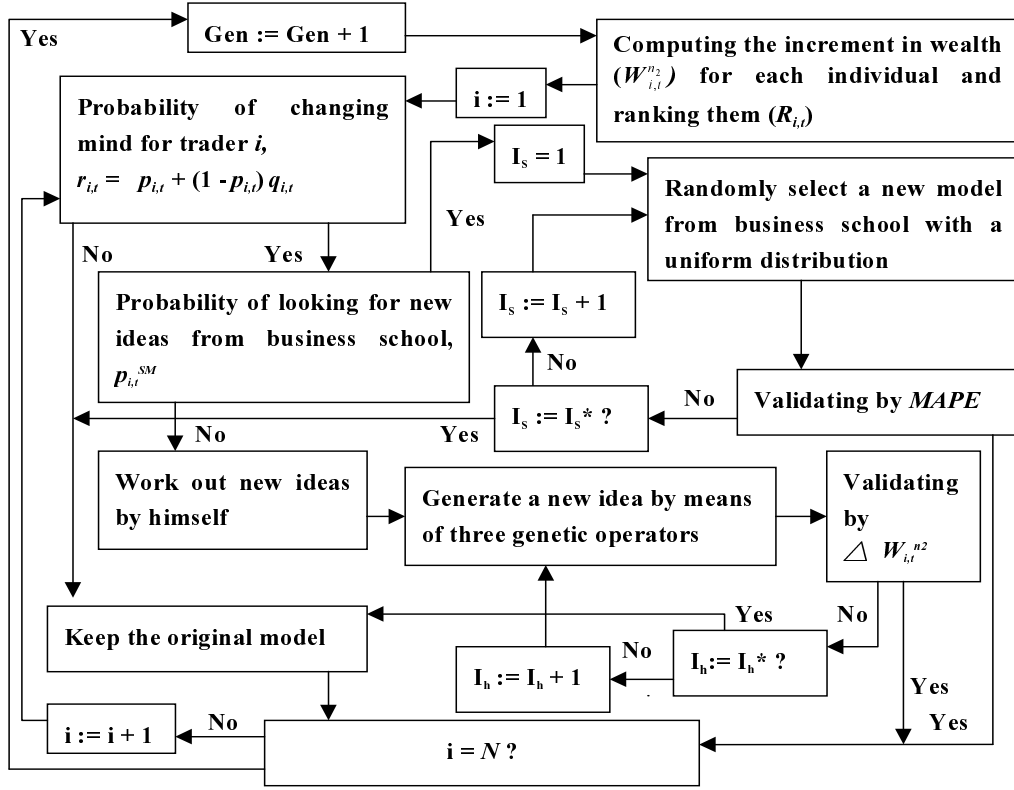 Yes
Gen := Gen + 1
Computing the increment in wealth
(W_{i,t}^{n_2}) for each individual and
ranking them (R_{i,t})
i := 1
Probability of changing
mind for trader i,
r_{i,t} = p_{i,t} + (1 - p_{i,t}) q_{i,t}
I_s = 1
Randomly select a new model
from business school with a
uniform distribution
Yes
No
Yes
Probability of looking for new
ideas from business school,
p_{i,t}^{SM}
I_s := I_s + 1
No
I_s := I_s* ?
No
Validating by MAPE
Yes
No
Work out new ideas
by himself
Generate a new idea by means
of three genetic operators
Validating
by
△ W_{i,t}^{n2}
Keep the original model
Yes
No
I_h := I_h + 1
No
I_h:= I_h* ?
Yes
Yes
i := i + 1
No
i = N ?